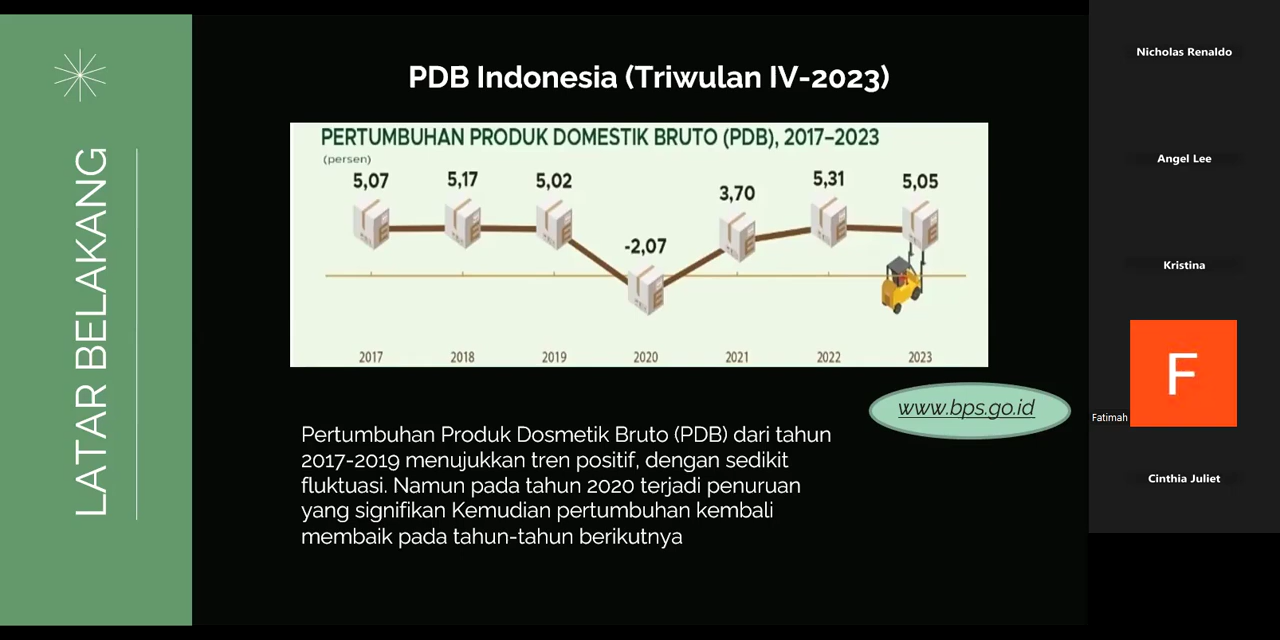 LATAR BELAKANG
PDB Indonesia (Triwulan IV-2023)
PERTUMBUHAN PRODUK DOMESTIK BRUTO (PDB), 2017–2023
(persen)
5,07 5,17 5,02 -2,07 3,70 5,31 5,05
2017 2018 2019 2020 2021 2022 2023
www.bps.go.id
Pertumbuhan Produk Dosmetik Bruto (PDB) dari tahun
2017-2019 menujukkan tren positif, dengan sedikit
fluktuasi. Namun pada tahun 2020 terjadi penuruan
yang signifikan Kemudian pertumbuhan kembali
membaik pada tahun-tahun berikutnya
Nicholas Renaldo
Angel Lee
Kristina
F
Fatimah
Cinthia Juliet